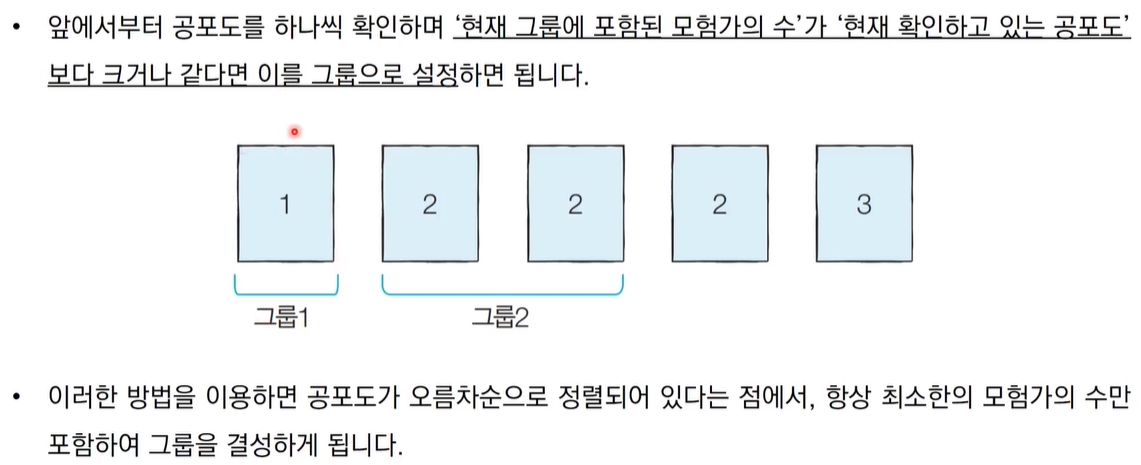 • 앞에서부터 공포도를 하나씩 확인하며 ‘현재 그룹에 포함된 모험가의 수’가 ‘현재 확인하고 있는 공포도’
보다 크거나 같다면 이를 그룹으로 설정하면 됩니다.
1 2 2 2 3
그룹1 그룹2
• 이러한 방법을 이용하면 공포도가 오름차순으로 정렬되어 있다는 점에서, 항상 최소한의 모험가의 수만
포함하여 그룹을 결성하게 됩니다.